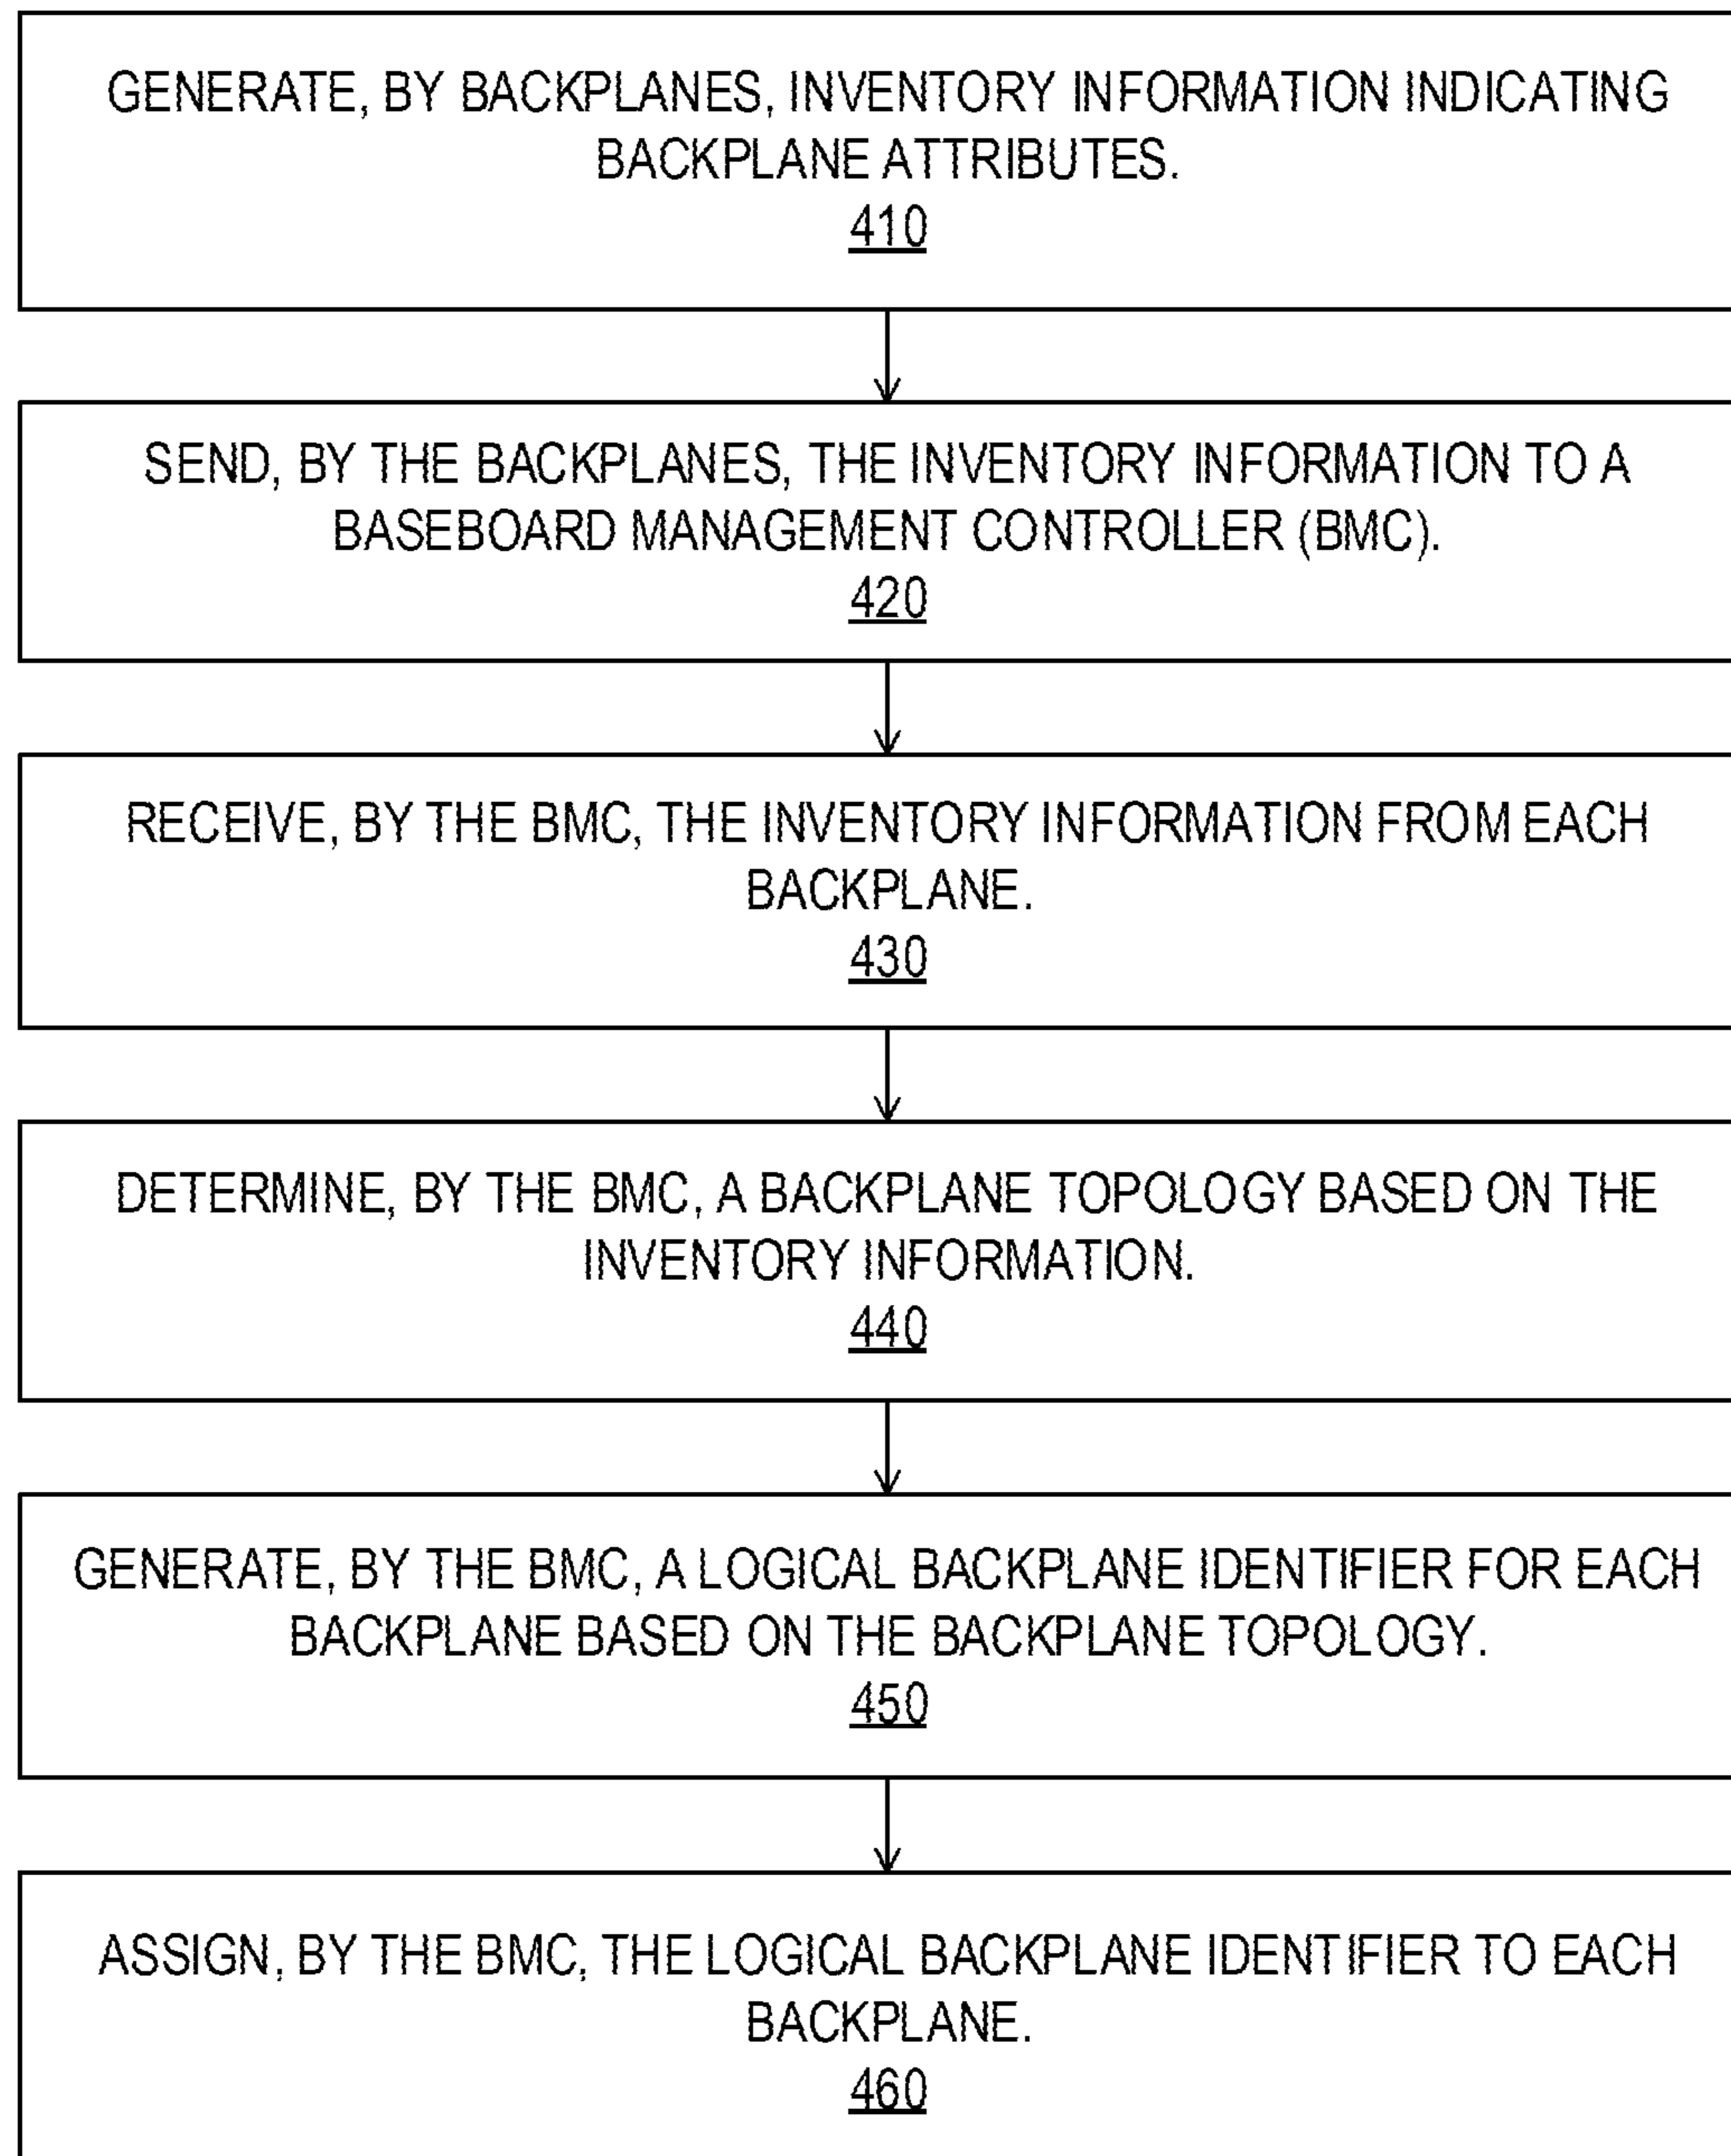 GENERATE, BY BACKPLANES, INVENTORY INFORMATION INDICATING
BACKPLANE ATTRIBUTES.
410
SEND, BY THE BACKPLANES, THE INVENTORY INFORMATION TO A
BASEBOARD MANAGEMENT CONTROLLER (BMC).
420
RECEIVE, BY THE BMC, THE INVENTORY INFORMATION FROM EACH
BACKPLANE.
430
DETERMINE, BY THE BMC, A BACKPLANE TOPOLOGY BASED ON THE
INVENTORY INFORMATION.
440
GENERATE, BY THE BMC, A LOGICAL BACKPLANE IDENTIFIER FOR EACH
BACKPLANE BASED ON THE BACKPLANE TOPOLOGY.
450
ASSIGN, BY THE BMC, THE LOGICAL BACKPLANE IDENTIFIER TO EACH
BACKPLANE.
460